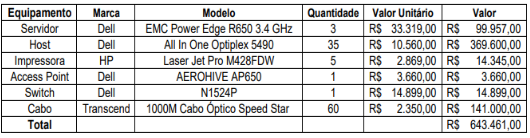 Equipamento Marca Modelo Quantidade Valor Unitário Valor
Servidor Dell EMC Power Edge R650 3.4 GHz 3 R$ 33.319,00 R$ 99.957,00
Host Dell All In One Optiplex 5490 35 R$ 10.560,00 R$ 369.600,00
Impressora HP Laser Jet Pro M428FDW 5 R$ 2.869,00 R$ 14.345,00
Access Point Dell AEROHIVE AP650 1 R$ 3.660,00 R$ 3.660,00
Switch Dell N1524P 1 R$ 14.899,00 R$ 14.899,00
Cabo Transcend 1000M Cabo Óptico Speed Star 60 R$ 2.350,00 R$ 141.000,00
Total R$ 643.461,00